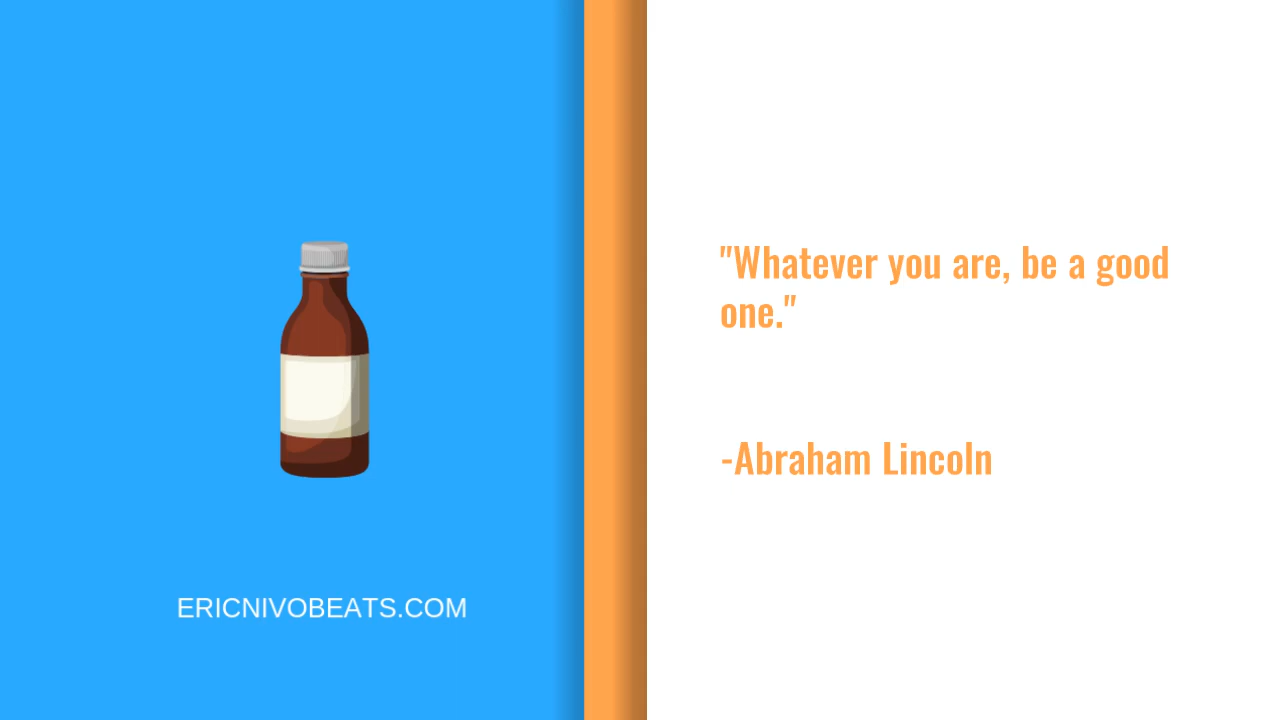 "Whatever you are, be a good
one."
-Abraham Lincoln
ERICNIVOBEATS.COM